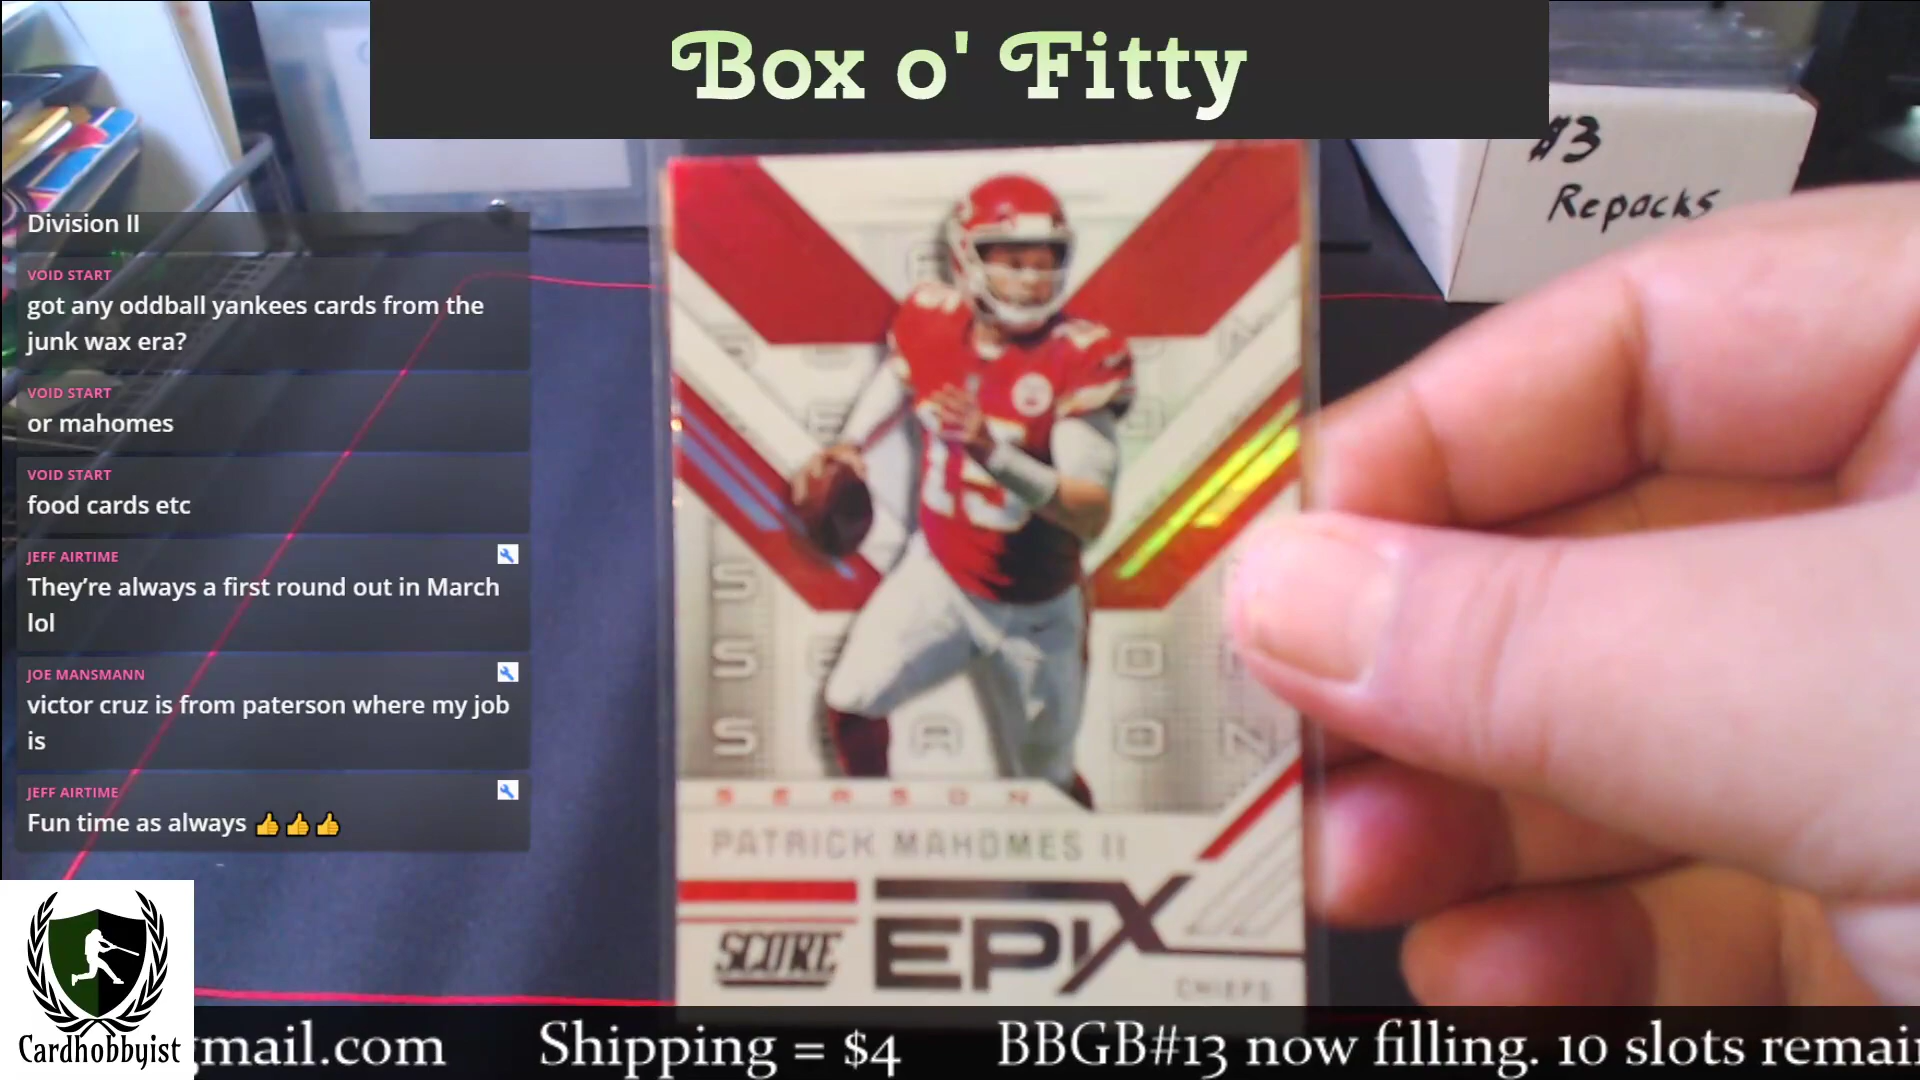 Box o' Fitty
#3
Repacks
Division II
VOID START
got any oddball yankees cards from the
junk wax era?
VOID START
or mahomes
VOID START
food cards etc
JEFF AIRTIME
They’re always a first round out in March
lol
JOE MANSMANN
victor cruz is from paterson where my job
is
JEFF AIRTIME
Fun time as always 👍👍👍
15
SEASON
PATRICK MAHOMES II
SCORE
EPIX
CHIEFS
Cardhobbyist
gmail.com Shipping = $4 BBGB#13 now filling. 10 slots remai